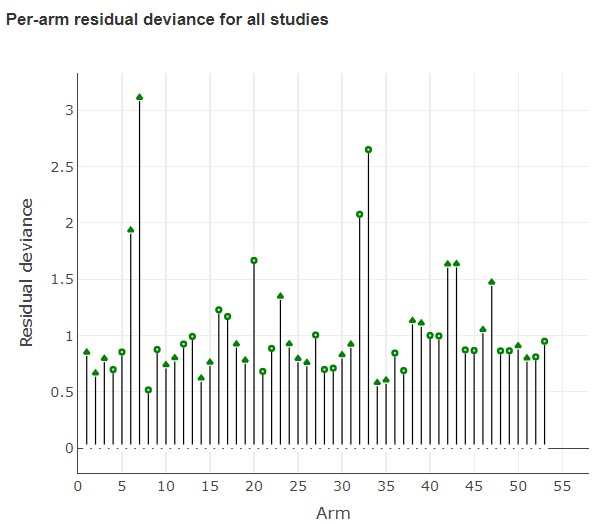 Per-arm residual deviance for all studies
3
2.5
2
1.5
1
0.5
0
Residual deviance
0 5 10 15 20 25 30 35 40 45 50 55
Arm